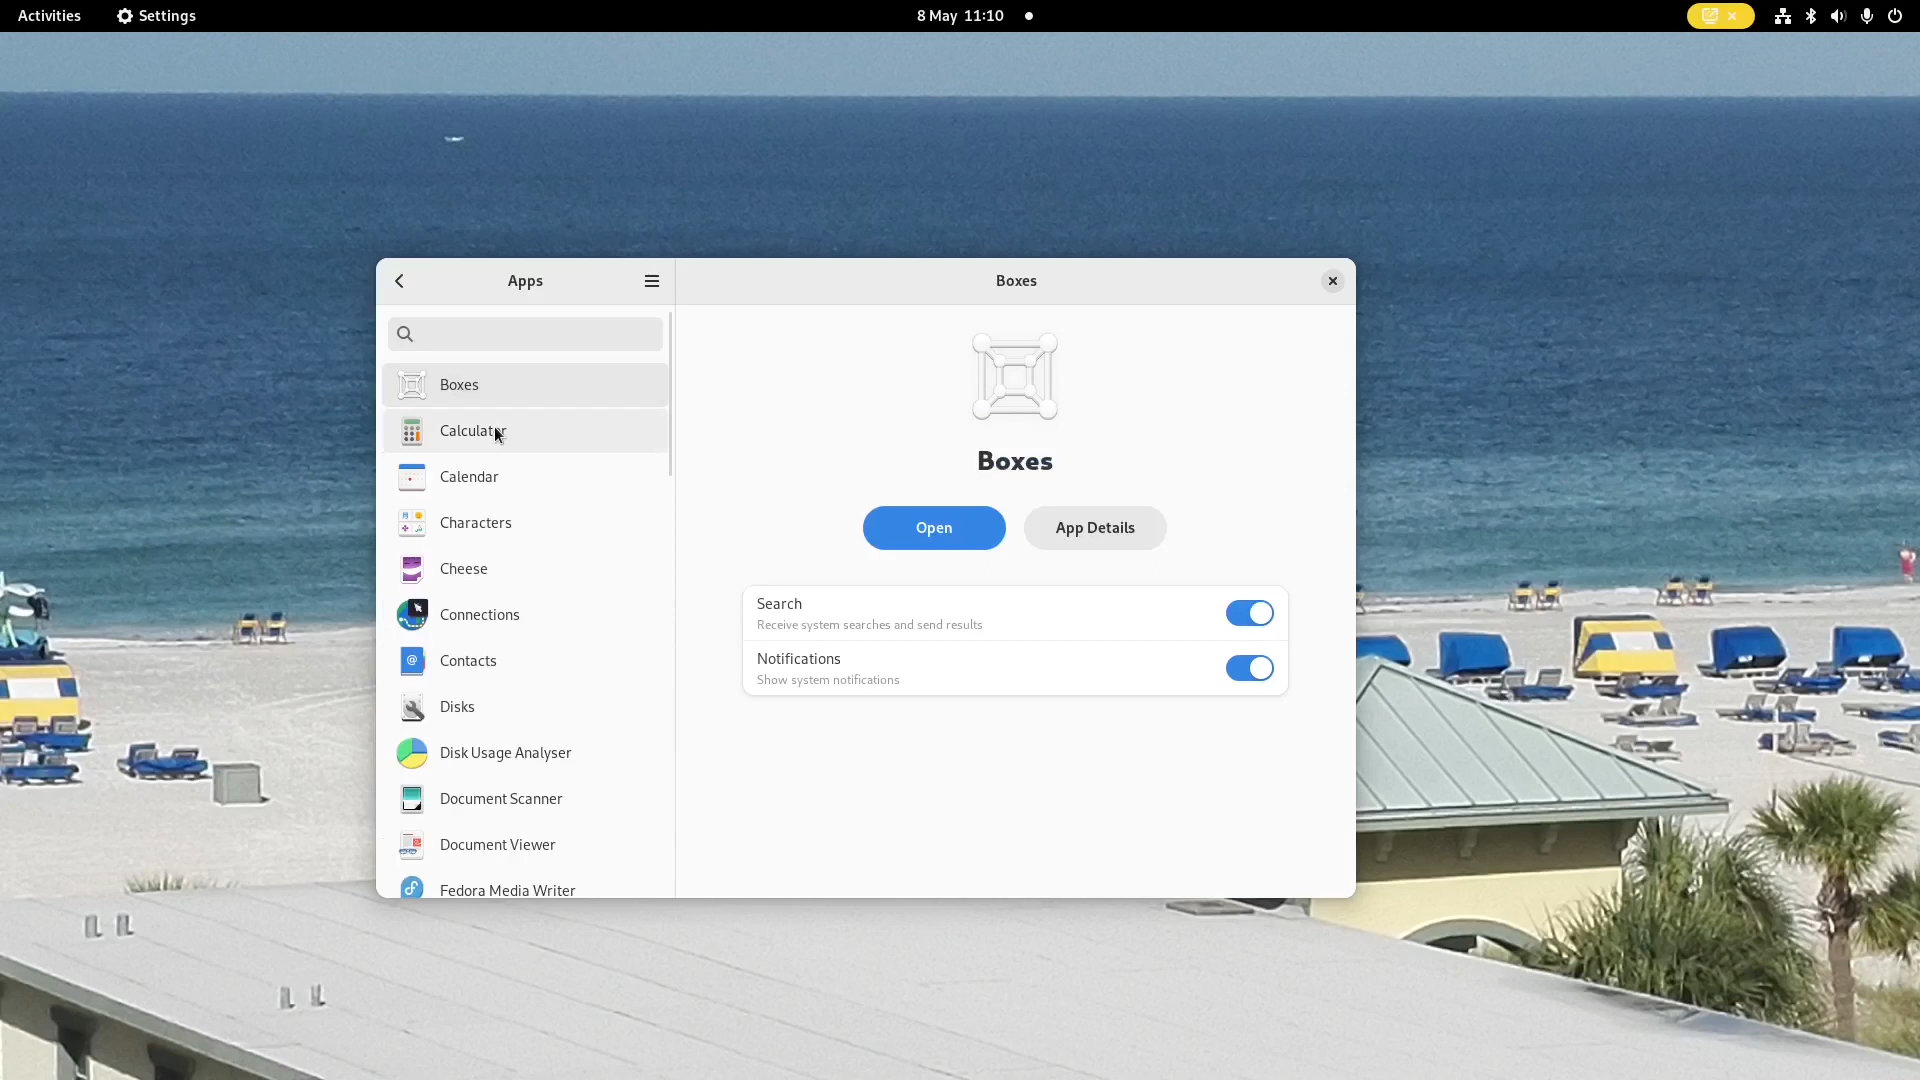 Activities
Settings
8 May 11:10
Apps
Boxes
Boxes
Calculator
Calendar
Characters
Cheese
Connections
Contacts
Disks
Disk Usage Analyser
Document Scanner
Document Viewer
Fedora Media Writer
Boxes
Open
App Details
Search
Receive system searches and send results
Notifications
Show system notifications